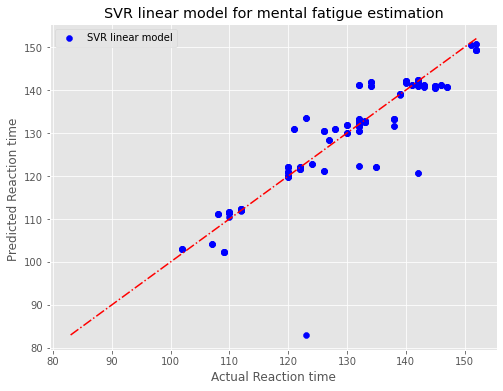 SVR linear model for mental fatigue estimation
SVR linear model
150
140
130
120
110
100
90
80
Predicted Reaction time
80 90 100 110 120 130 140 150
Actual Reaction time